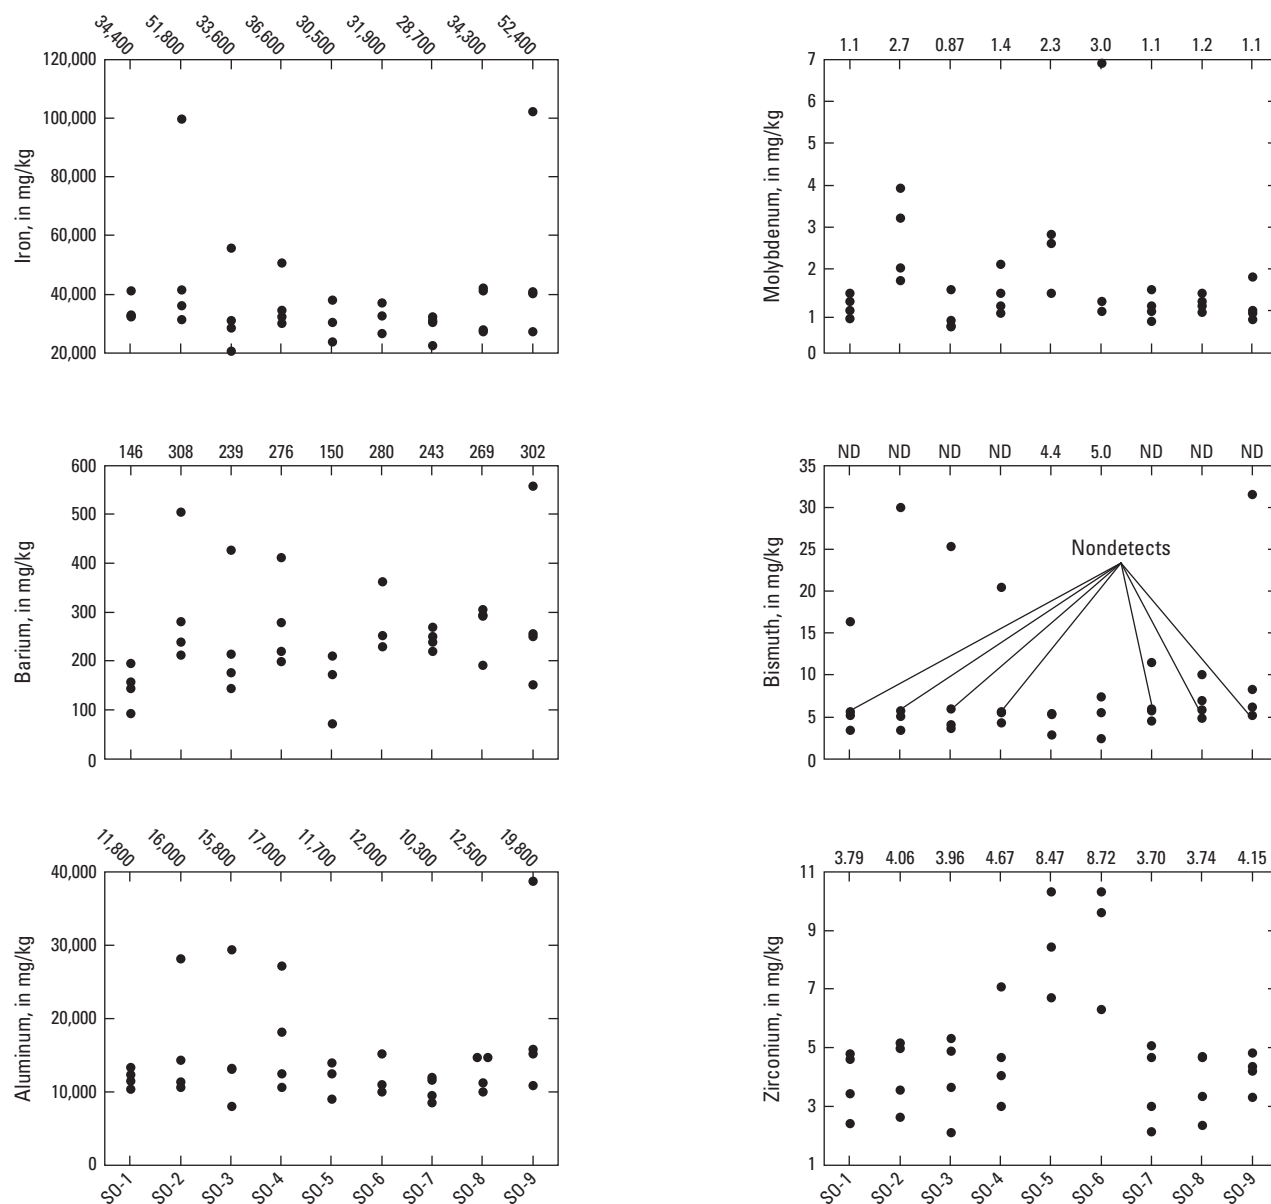 34,400 51,800 33,600 36,600 30,500 31,900 28,700 34,300 52,400
120,000
100,000
80,000
60,000
40,000
20,000
Iron, in mg/kg
1.1 2.7 0.87 1.4 2.3 3.0 1.1 1.2 1.1
7
6
5
4
3
2
1
0
Molybdenum, in mg/kg
146 308 239 276 150 280 243 269 302
600
500
400
300
200
100
0
Barium, in mg/kg
ND ND ND ND 4.4 5.0 ND ND ND
35
30
25
20
15
10
5
0
Bismuth, in mg/kg
Nondetects
11,800 16,000 15,800 17,000 11,700 12,000 10,300 12,500 19,800
40,000
30,000
20,000
10,000
0
Aluminum, in mg/kg
SO-1 SO-2 SO-3 SO-4 SO-5 SO-6 SO-7 SO-8 SO-9
3.79 4.06 3.96 4.67 8.47 8.72 3.70 3.74 4.15
11
9
7
5
3
1
Zirconium, in mg/kg
SO-1 SO-2 SO-3 SO-4 SO-5 SO-6 SO-7 SO-8 SO-9